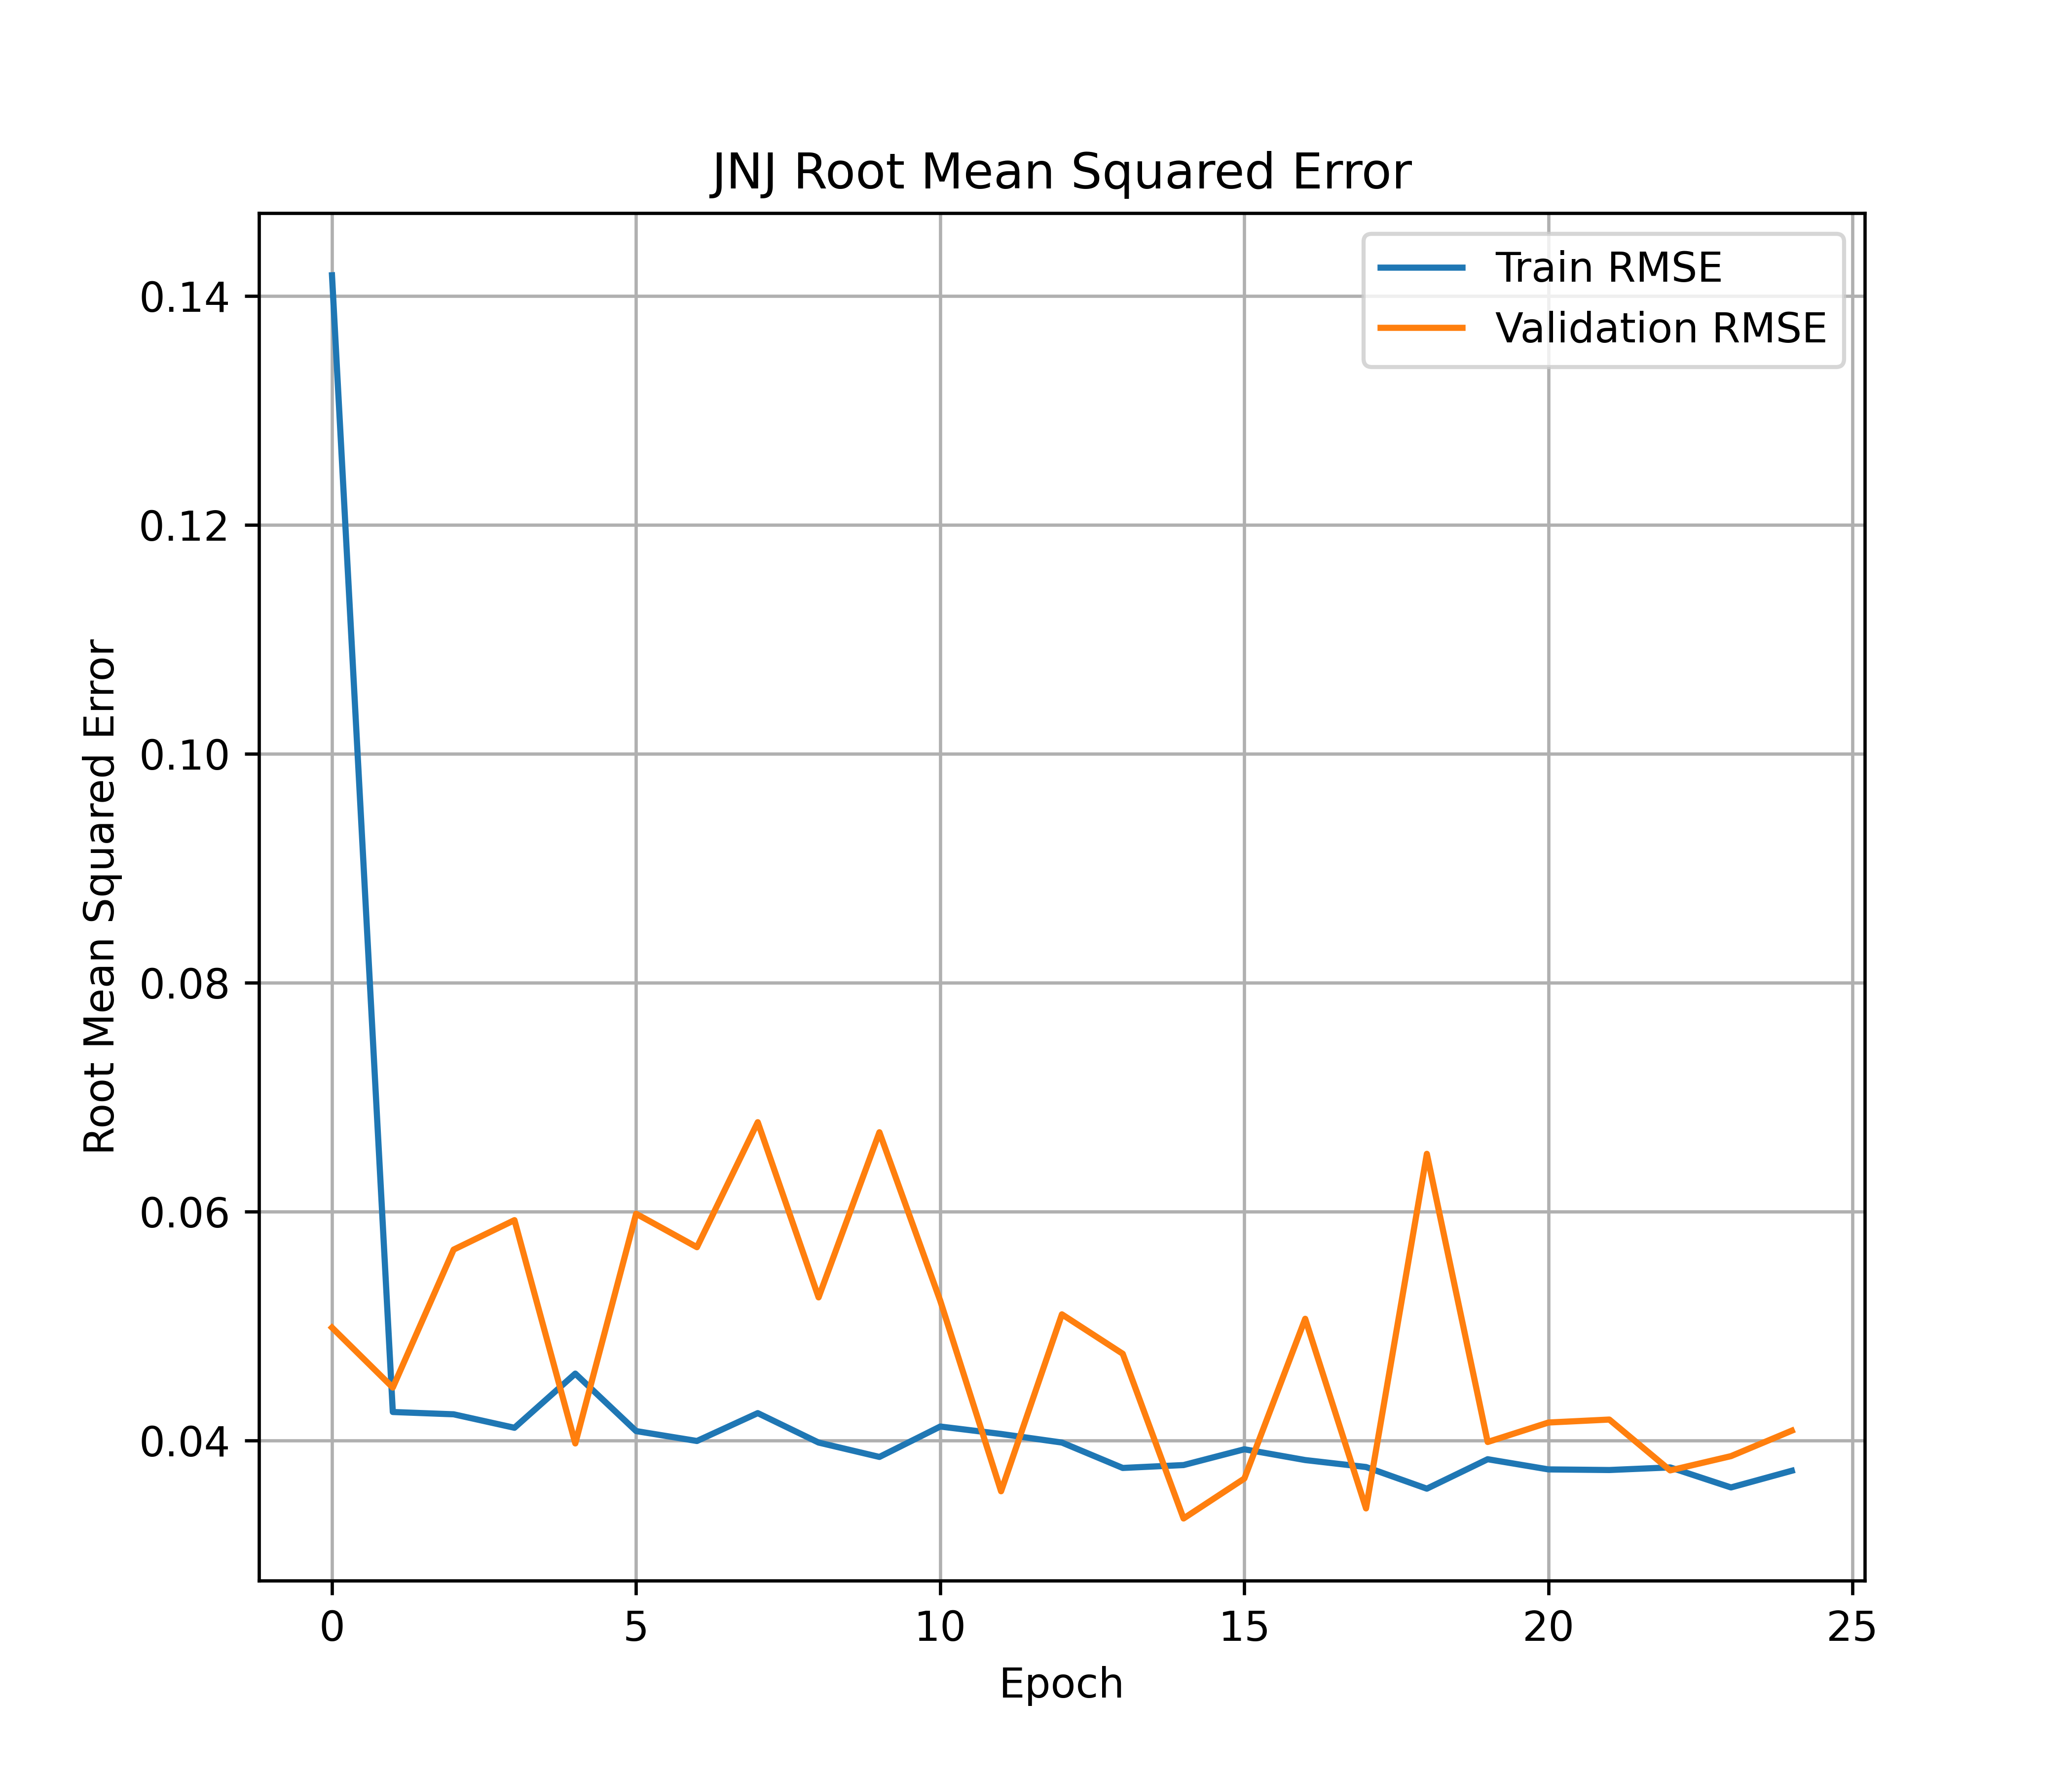 JNJ Root Mean Squared Error
Train RMSE
Validation RMSE
Root Mean Squared Error
0.14
0.12
0.10
0.08
0.06
0.04
0 5 10 15 20 25
Epoch